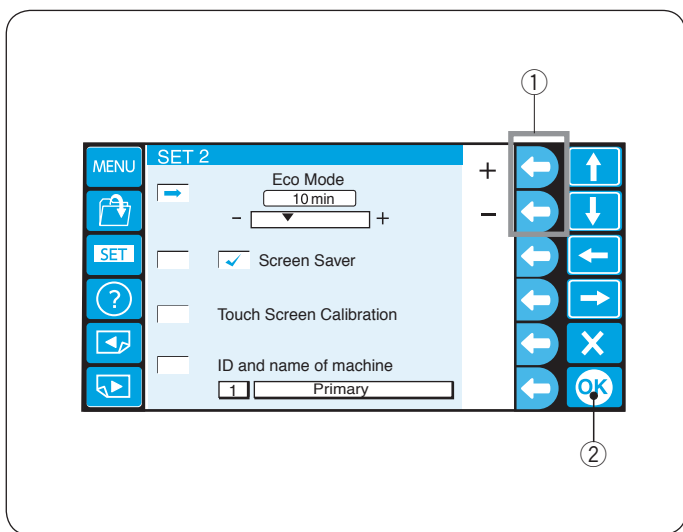 ①
MENU
SET 2
Eco Mode
+
10 min
- +
−
SET
✓ Screen Saver
?
Touch Screen Calibration
X
ID and name of machine
1 Primary
OK
②